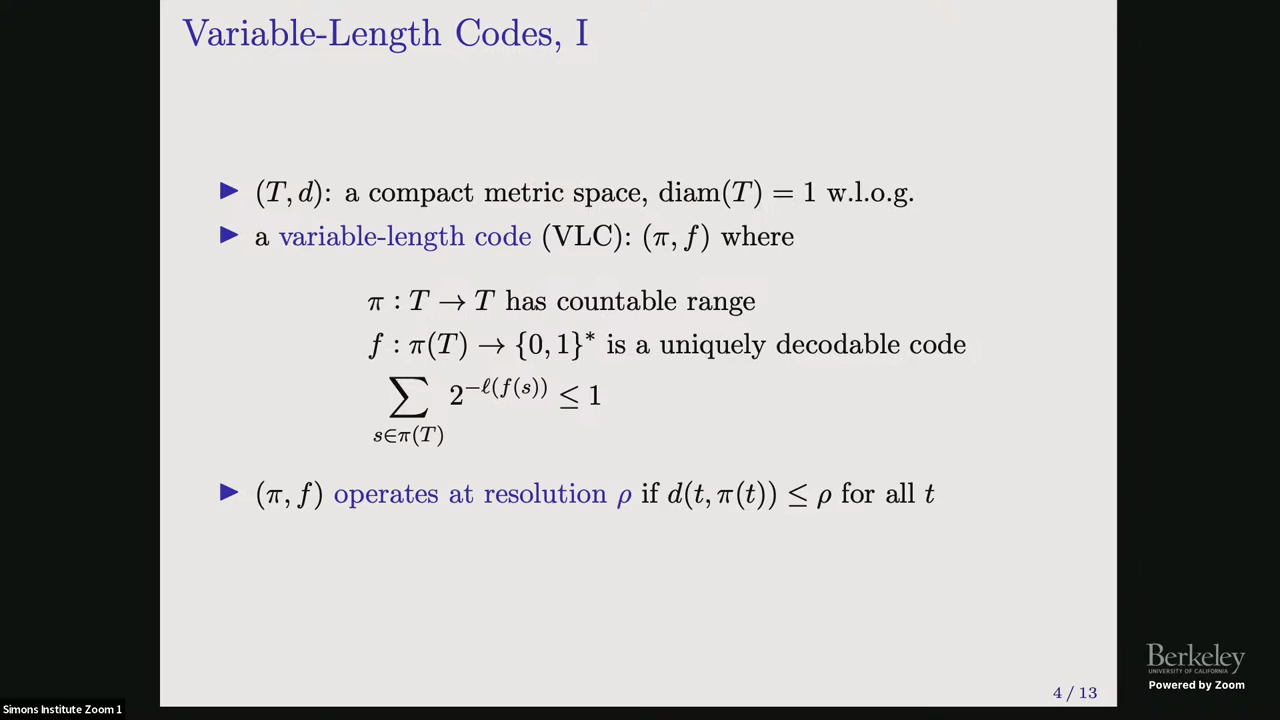 Variable-Length Codes, I
▶ (T, d): a compact metric space, diam(T) = 1 w.l.o.g.
▶ a variable-length code (VLC): (π, f) where
π : T → T has countable range
f : π(T) → {0, 1}* is a uniquely decodable code
∑_{s∈π(T)} 2^{−ℓ(f(s))} ≤ 1
▶ (π, f) operates at resolution ρ if d(t, π(t)) ≤ ρ for all t
Berkeley
UNIVERSITY OF CALIFORNIA
Powered by Zoom
4 / 13
Simons Institute Zoom 1